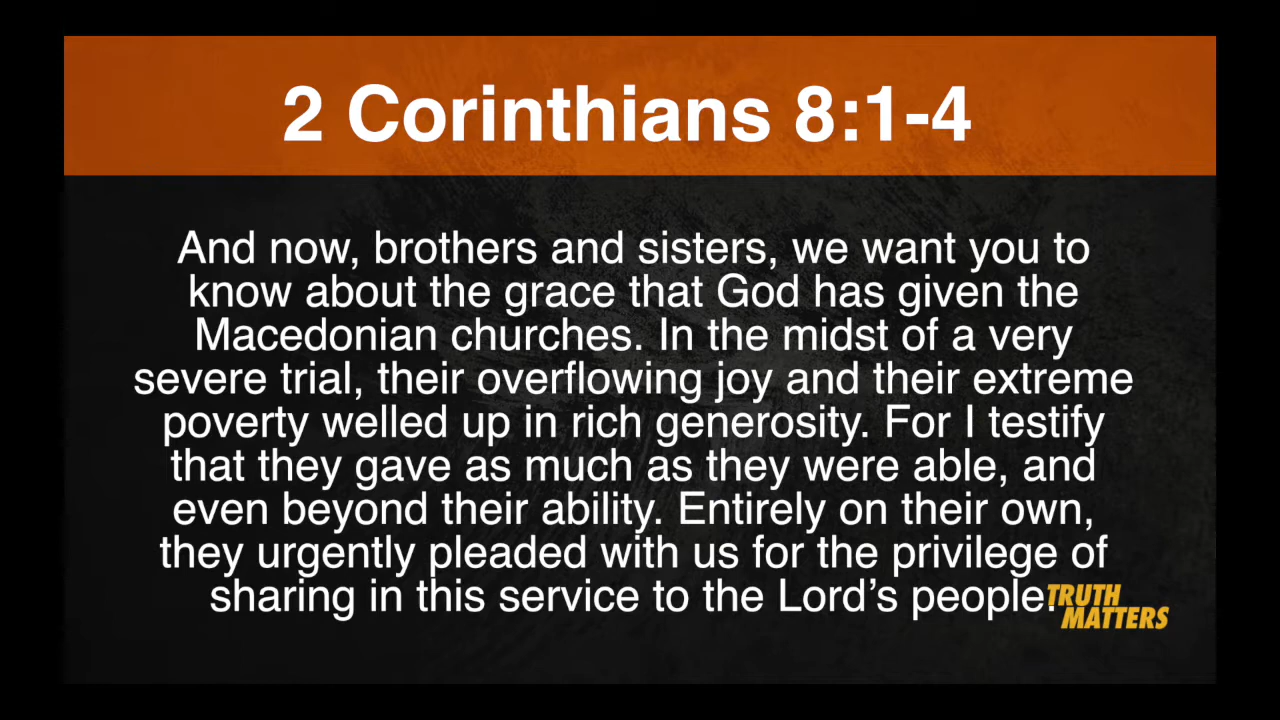 2 Corinthians 8:1-4
And now, brothers and sisters, we want you to
know about the grace that God has given the
Macedonian churches. In the midst of a very
severe trial, their overflowing joy and their extreme
poverty welled up in rich generosity. For I testify
that they gave as much as they were able, and
even beyond their ability. Entirely on their own,
they urgently pleaded with us for the privilege of
sharing in this service to the Lord’s people.
TRUTH
MATTERS